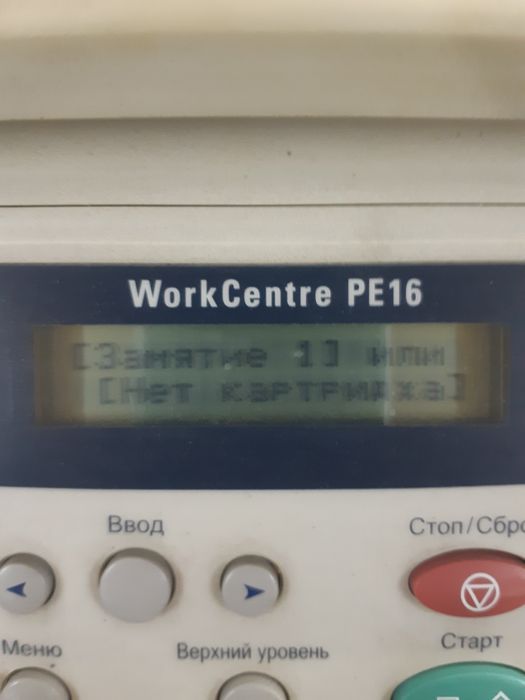 WorkCentre PE16
[Занятие 1] или
[Нет картриджа]
Ввод
Стоп/Сбро
Меню
Верхний уровень
Старт